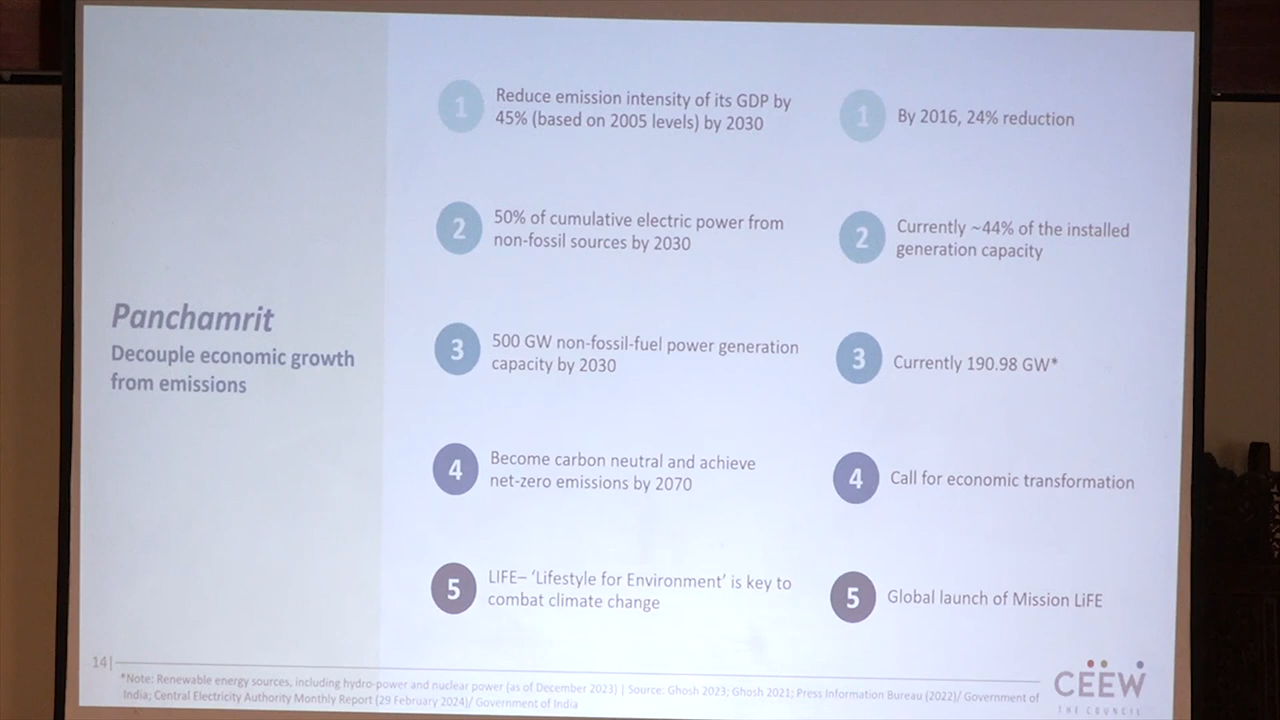 Panchamrit
Decouple economic growth
from emissions
1
Reduce emission intensity of its GDP by
45% (based on 2005 levels) by 2030
1
By 2016, 24% reduction
2
50% of cumulative electric power from
non-fossil sources by 2030
2
Currently ~44% of the installed
generation capacity
3
500 GW non-fossil-fuel power generation
capacity by 2030
3
Currently 190.98 GW*
4
Become carbon neutral and achieve
net-zero emissions by 2070
4
Call for economic transformation
5
LIFE– ‘Lifestyle for Environment’ is key to
combat climate change
5
Global launch of Mission LiFE
14|
*Note: Renewable energy sources, including hydro-power and nuclear power (as of December 2023) | Source: Ghosh 2023; Ghosh 2021; Press Information Bureau (2022)/ Government of
India; Central Electricity Authority Monthly Report (29 February 2024)/ Government of India
CEEW
THE COUNCIL